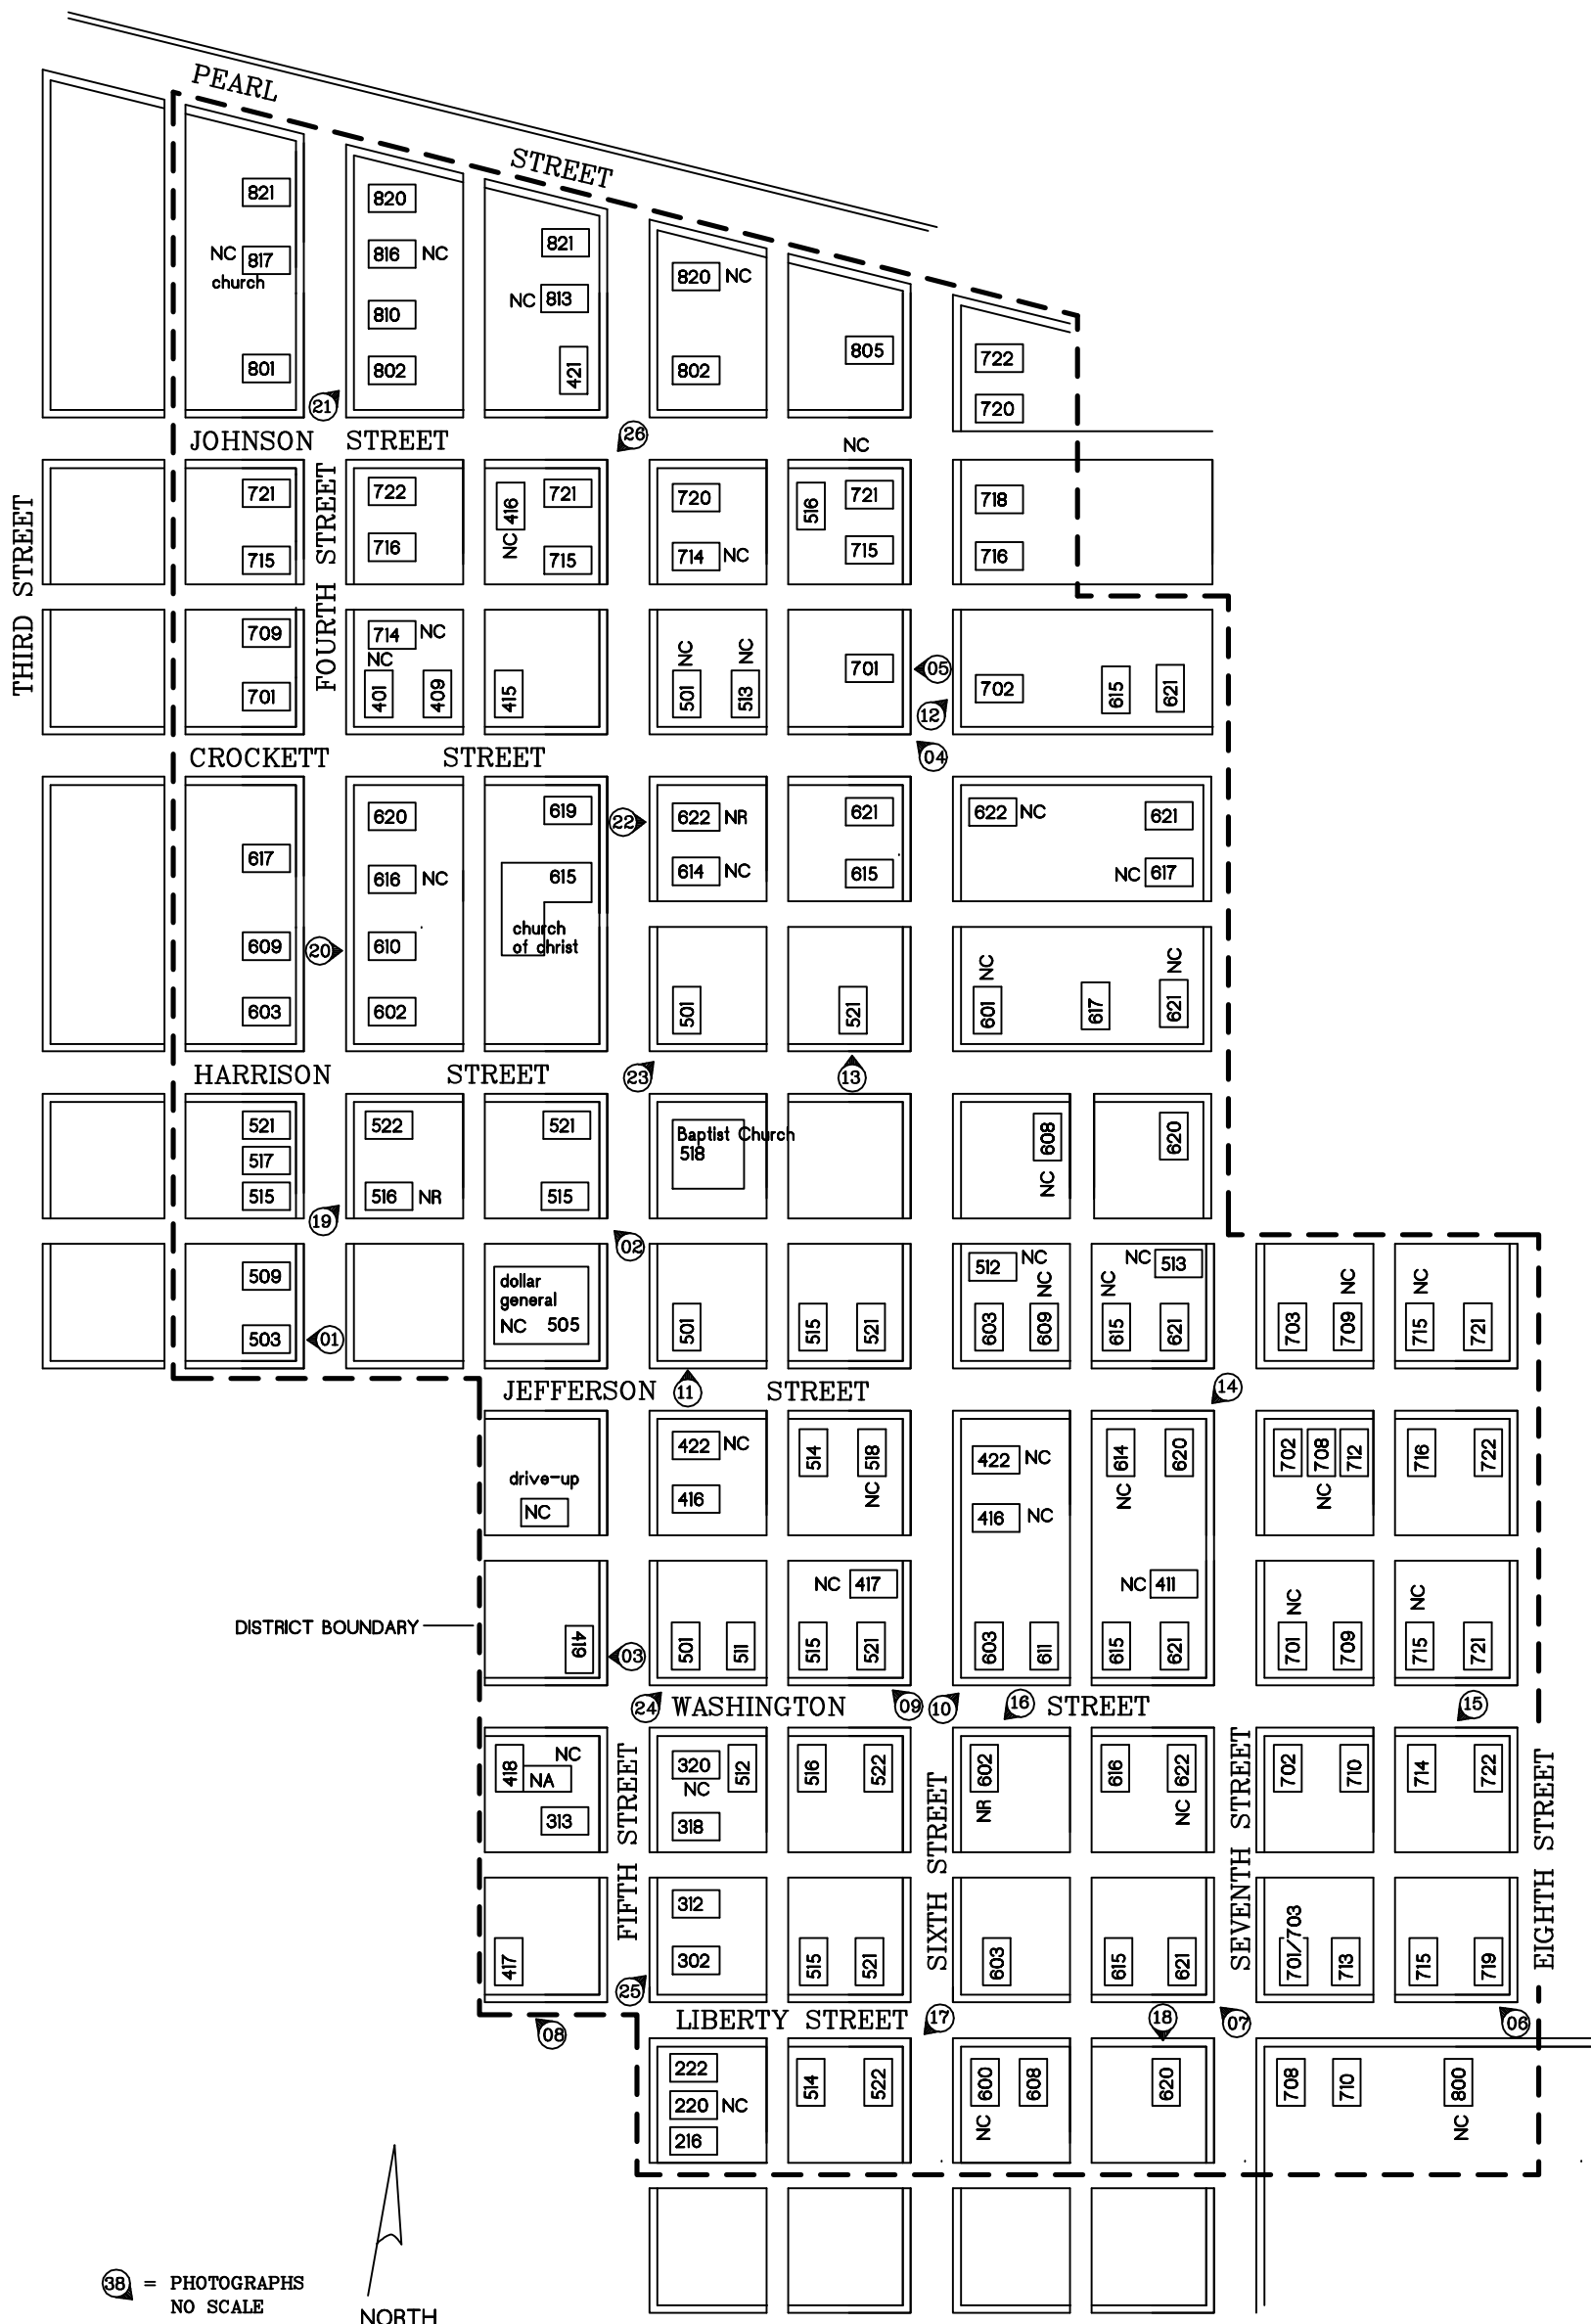 PEARL STREET
821
820
821
NC 817
church
816 NC
NC 813
820 NC
810
805
801
802
421
802
722
720
21
26
JOHNSON STREET
NC
THIRD STREET
FOURTH STREET
721
722
416
NC
721
720
516
721
718
715
716
715
714 NC
715
716
709
714 NC
NC
NC
NC
701
05
701
401
409
415
501
513
702
615
621
12
CROCKETT STREET
04
620
619
22
622 NR
621
622 NC
621
617
616 NC
615
614 NC
615
NC 617
church
of christ
609
20
610
NC
NC
603
602
501
521
601
617
621
HARRISON STREET
23
13
521
522
521
Baptist Church
518
608
NC
620
517
515
516 NR
515
19
02
509
dollar
general
NC 505
512 NC
NC
NC 513
NC
NC
NC
503
01
501
515
521
603
609
615
621
703
709
715
721
JEFFERSON STREET
11
14
422 NC
514
518
NC
422 NC
614
NC
620
702
708
NC
712
716
722
drive-up
NC
416
416 NC
NC 417
NC 411
NC
NC
DISTRICT BOUNDARY
419
03
501
511
515
521
603
611
615
621
701
709
715
721
24
WASHINGTON STREET
09
10
16
15
418
NC
NA
320
NC
512
516
522
602
NR
616
622
NC
702
710
714
722
313
318
FIFTH STREET
SIXTH STREET
SEVENTH STREET
EIGHTH STREET
312
417
302
515
521
603
615
621
701/703
713
715
719
25
08
LIBERTY STREET
17
18
07
06
222
514
522
600
NC
608
620
708
710
800
NC
220 NC
216
38 = PHOTOGRAPHS
NO SCALE
NORTH